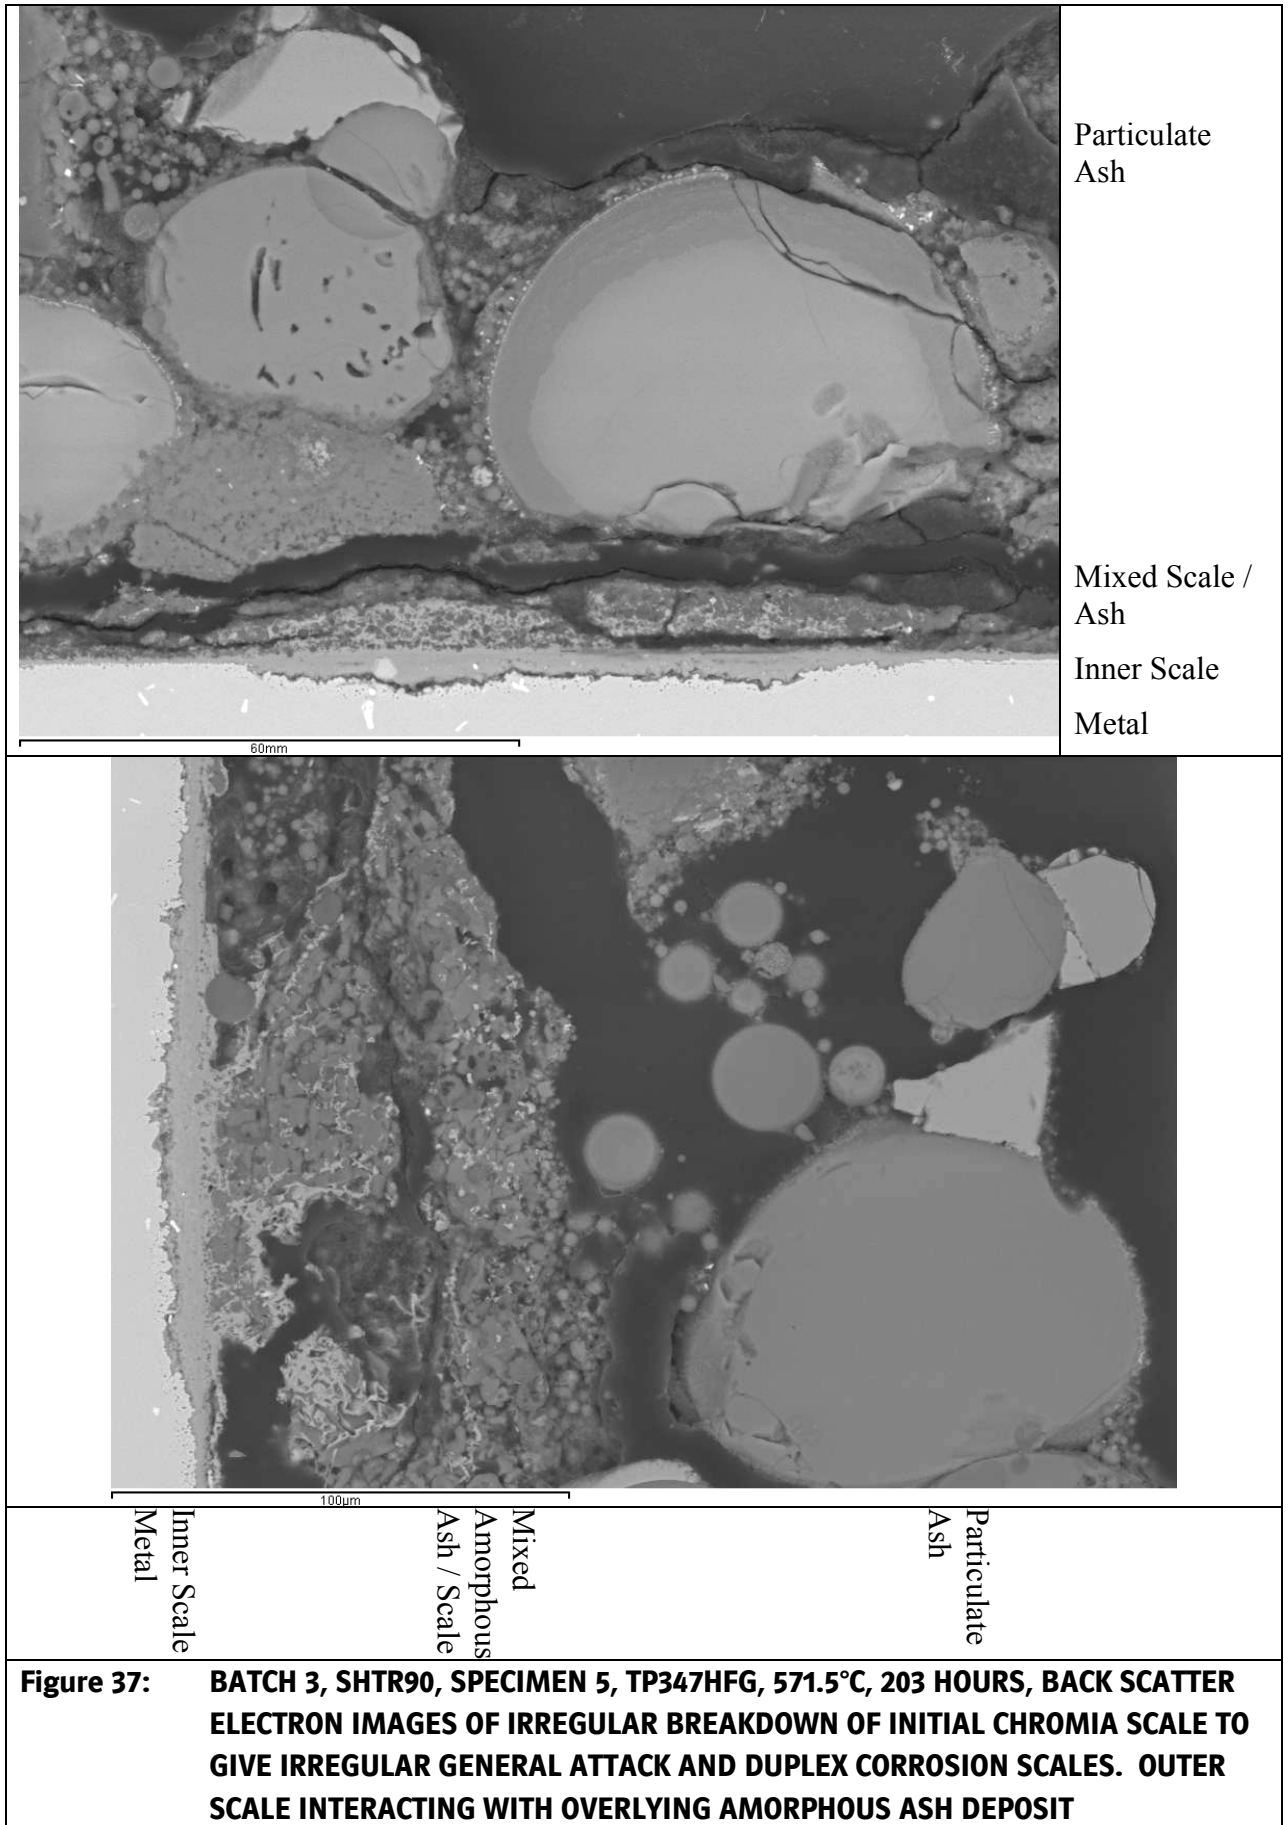 Particulate
Ash
Mixed Scale /
Ash
Inner Scale
Metal
60mm
100µm
Metal
Inner Scale
Mixed
Amorphous
Ash / Scale
Particulate
Ash
Figure 37: BATCH 3, SHTR90, SPECIMEN 5, TP347HFG, 571.5°C, 203 HOURS, BACK SCATTER
ELECTRON IMAGES OF IRREGULAR BREAKDOWN OF INITIAL CHROMIA SCALE TO
GIVE IRREGULAR GENERAL ATTACK AND DUPLEX CORROSION SCALES. OUTER
SCALE INTERACTING WITH OVERLYING AMORPHOUS ASH DEPOSIT